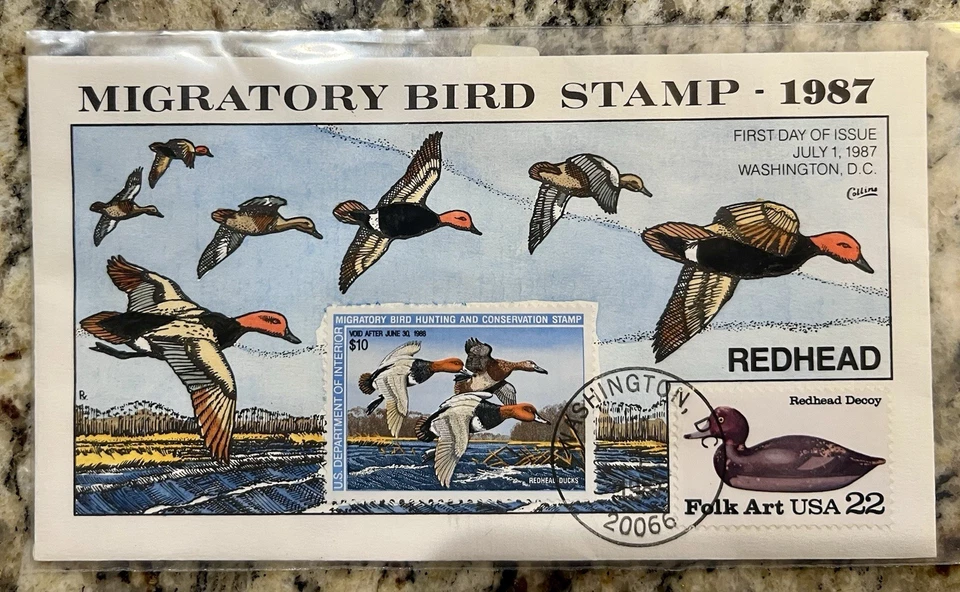 MIGRATORY BIRD STAMP - 1987
FIRST DAY OF ISSUE
JULY 1, 1987
WASHINGTON, D.C.
Collins
REDHEAD
MIGRATORY BIRD HUNTING AND CONSERVATION STAMP
VOID AFTER JUNE 30, 1988
$10
U.S. DEPARTMENT OF INTERIOR
REDHEAD DUCKS
WASHINGTON,
20066
Redhead Decoy
Folk Art USA 22